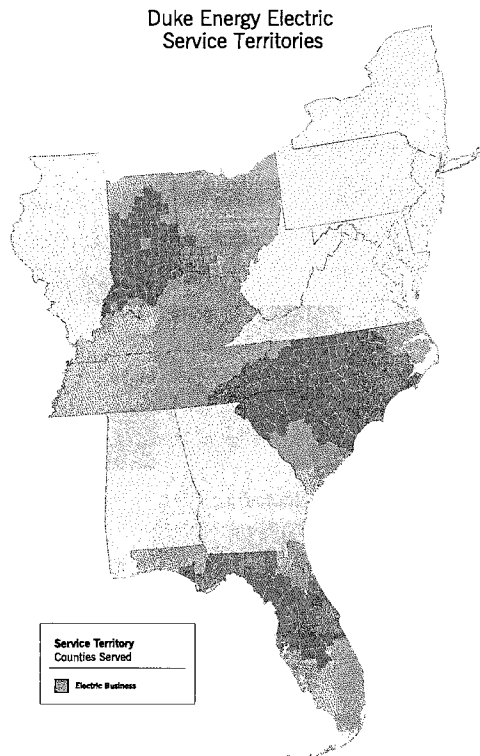 Duke Energy Electric
Service Territories
Service Territory
Counties Served
Electric Business